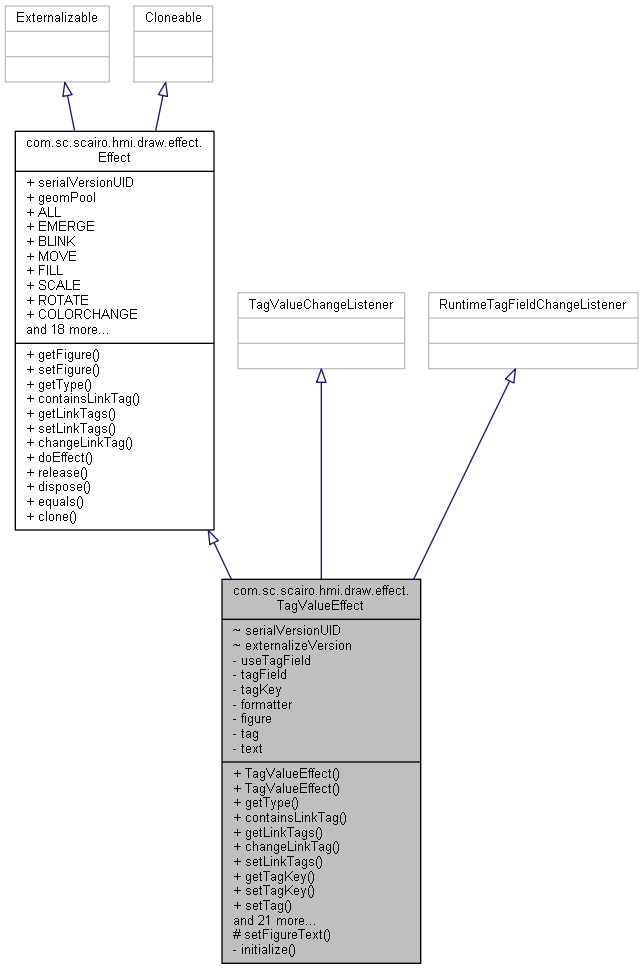 Externalizable
Cloneable
com.sc.scairo.hmi.draw.effect.
Effect
+ serialVersionUID
+ geomPool
+ ALL
+ EMERGE
+ BLINK
+ MOVE
+ FILL
+ SCALE
+ ROTATE
+ COLORCHANGE
and 18 more...
+ getFigure()
+ setFigure()
+ getType()
+ containsLinkTag()
+ getLinkTags()
+ setLinkTags()
+ changeLinkTag()
+ doEffect()
+ release()
+ dispose()
+ equals()
+ clone()
TagValueChangeListener
RuntimeTagFieldChangeListener
com.sc.scairo.hmi.draw.effect.
TagValueEffect
~ serialVersionUID
~ externalizeVersion
- useTagField
- tagField
- tagKey
- formatter
- figure
- tag
- text
+ TagValueEffect()
+ TagValueEffect()
+ getType()
+ containsLinkTag()
+ getLinkTags()
+ changeLinkTag()
+ setLinkTags()
+ getTagKey()
+ setTagKey()
+ setTag()
and 21 more...
# setFigureText()
- initialize()